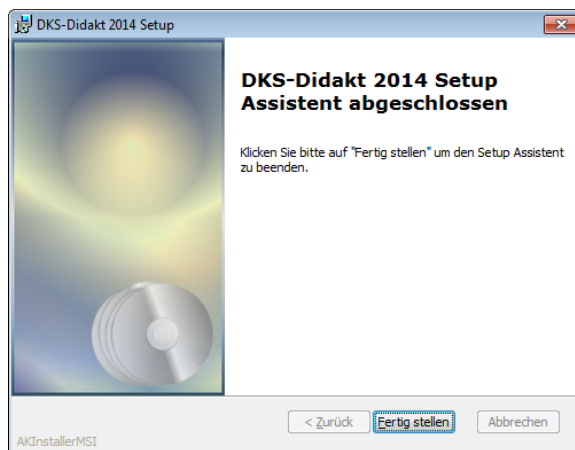 DKS-Didakt 2014 Setup
DKS-Didakt 2014 Setup
Assistent abgeschlossen
Klicken Sie bitte auf "Fertig stellen" um den Setup Assistent
zu beenden.
< Zurück Fertig stellen Abbrechen
AKInstallerMSI